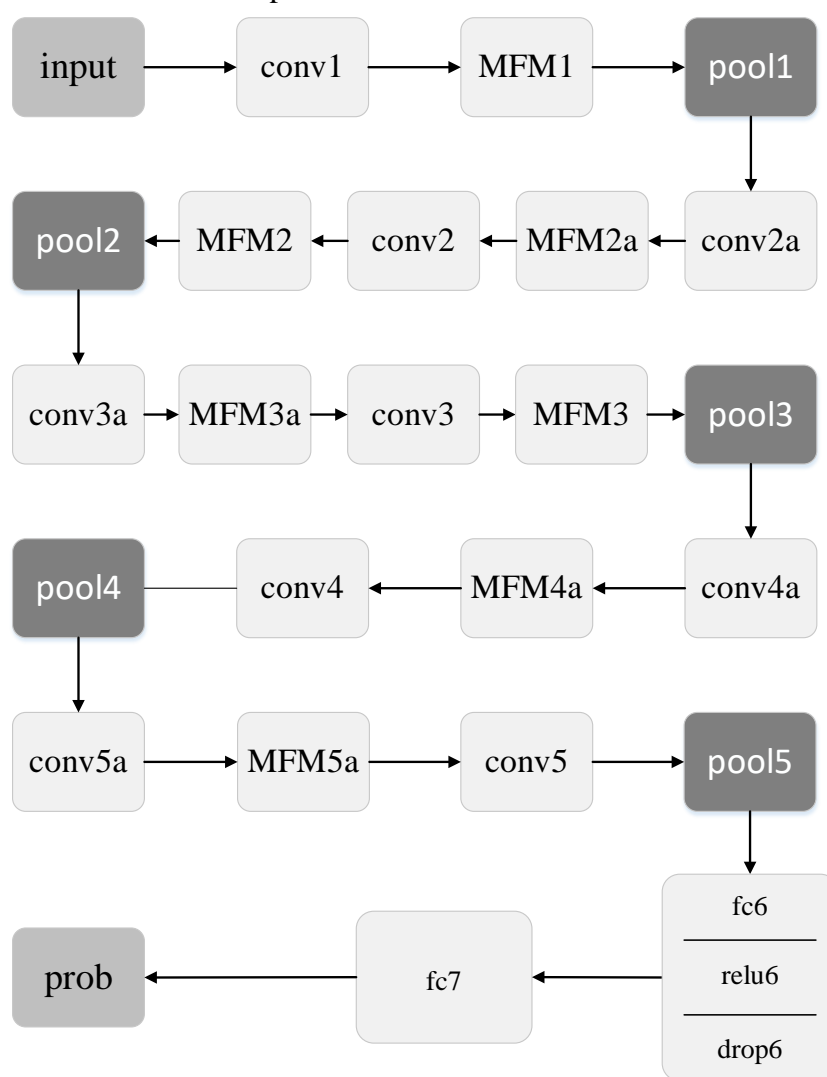 input conv1 MFM1 pool1
pool2 MFM2 conv2 MFM2a conv2a
conv3a MFM3a conv3 MFM3 pool3
pool4 conv4 MFM4a conv4a
conv5a MFM5a conv5 pool5
fc6
prob fc7 relu6
drop6